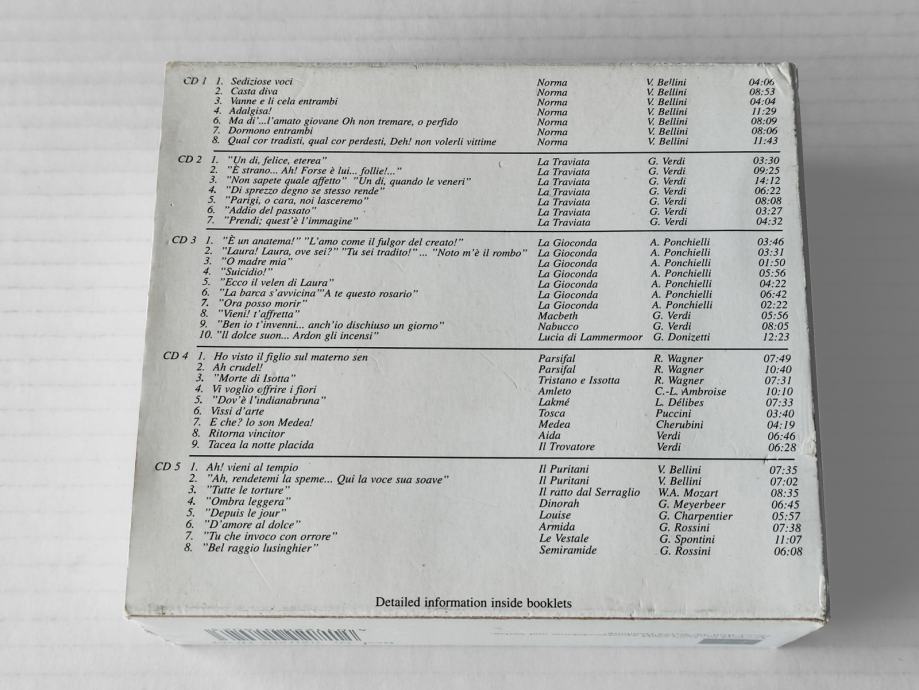 CD 1 1. Sediziose voci Norma V. Bellini 04:06
2. Casta diva Norma V. Bellini 08:53
3. Vanne e li cela entrambi Norma V. Bellini 04:04
4. Adalgisa! Norma V. Bellini 11:29
6. Ma di'...l'amato giovane Oh non tremare, o perfido Norma V. Bellini 08:09
7. Dormono entrambi Norma V. Bellini 08:06
8. Qual cor tradisti, qual cor perdesti, Deh! non volerli vittime Norma V. Bellini 11:43
CD 2 1. "Un di, felice, eterea" La Traviata G. Verdi 03:30
2. "È strano... Ah! Forse è lui... follie!..." La Traviata G. Verdi 09:25
3. "Non sapete quale affetto" "Un di, quando le veneri" La Traviata G. Verdi 14:12
4. "Di sprezzo degno se stesso rende" La Traviata G. Verdi 06:22
5. "Parigi, o cara, noi lasceremo" La Traviata G. Verdi 08:08
6. "Addio del passato" La Traviata G. Verdi 03:27
7. "Prendi; quest'è l'immagine" La Traviata G. Verdi 04:32
CD 3 1. "È un anatema!" "L'amo come il fulgor del creato!" La Gioconda A. Ponchielli 03:46
2. "Laura! Laura, ove sei?" "Tu sei tradito!"... "Noto m'è il rombo" La Gioconda A. Ponchielli 03:31
3. "O madre mia" La Gioconda A. Ponchielli 01:50
4. "Suicidio!" La Gioconda A. Ponchielli 05:56
5. "Ecco il velen di Laura" La Gioconda A. Ponchielli 04:22
6. "La barca s'avvicina" "A te questo rosario" La Gioconda A. Ponchielli 06:42
7. "Ora posso morir" La Gioconda A. Ponchielli 02:22
8. "Vieni! t'affretta" Macbeth G. Verdi 05:56
9. "Ben io t'invenni... anch'io dischiuso un giorno" Nabucco G. Verdi 08:05
10. "Il dolce suon... Ardon gli incensi" Lucia di Lammermoor G. Donizetti 12:23
CD 4 1. Ho visto il figlio sul materno sen Parsifal R. Wagner 07:49
2. Ah crudel! Parsifal R. Wagner 10:40
3. "Morte di Isotta" Tristano e Issotta R. Wagner 07:31
4. Vi voglio offrire i fiori Amleto C.-L. Ambroise 10:10
5. "Dov'è l'indianabruna" Lakmé L. Délibes 07:33
6. Vissi d'arte Tosca Puccini 03:40
7. E che? Io son Medea! Medea Cherubini 04:19
8. Ritorna vincitor Aida Verdi 06:46
9. Tacea la notte placida Il Trovatore Verdi 06:28
CD 5 1. Ah! vieni al tempio Il Puritani V. Bellini 07:35
2. "Ah, rendetemi la speme... Qui la voce sua soave" Il Puritani V. Bellini 07:02
3. "Tutte le torture" Il ratto dal Serraglio W.A. Mozart 08:35
4. "Ombra leggera" Dinorah G. Meyerbeer 06:45
5. "Depuis le jour" Louise G. Charpentier 05:57
6. "D'amore al dolce" Armida G. Rossini 07:38
7. "Tu che invoco con orrore" Le Vestale G. Spontini 11:07
8. "Bel raggio lusinghier" Semiramide G. Rossini 06:08
Detailed information inside booklets